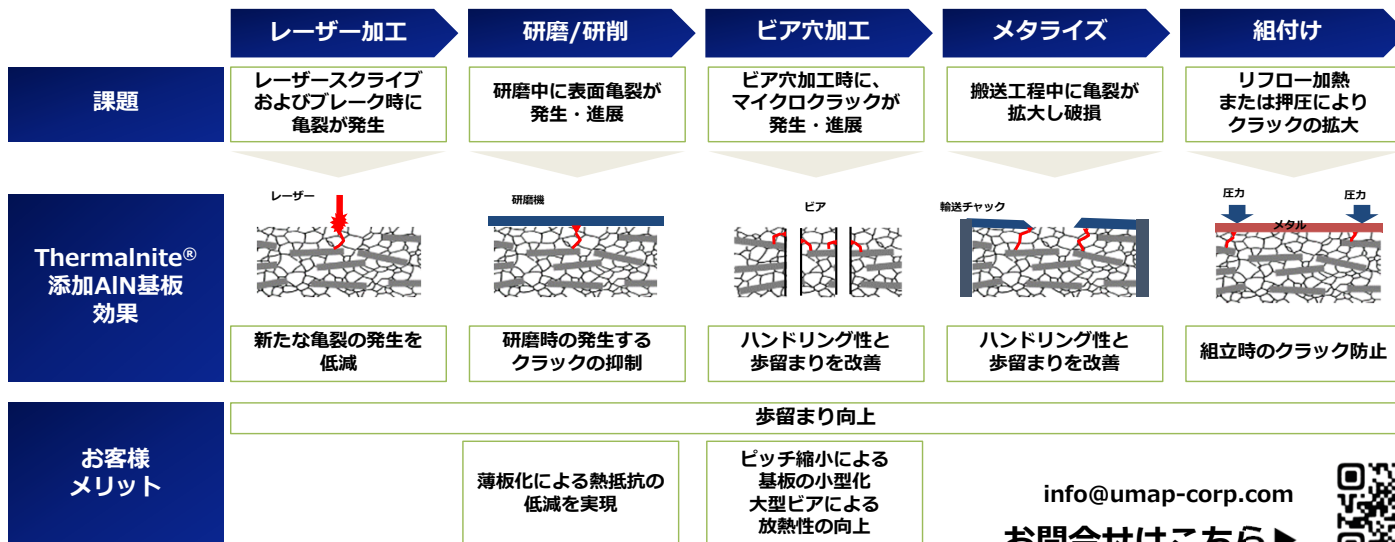 レーザー加工
研磨/研削
ビア穴加工
メタライズ
組付け
課題
レーザースクライブ
およびブレーク時に
亀裂が発生
研磨中に表面亀裂が
発生・進展
ビア穴加工時に、
マイクロクラックが
発生・進展
搬送工程中に亀裂が
拡大し破損
リフロー加熱
または押圧により
クラックの拡大
Thermalnite®
添加AlN基板
効果
レーザー
研磨機
ビア
輸送チャック
圧力
圧力
メタル
新たな亀裂の発生を
低減
研磨時の発生する
クラックの抑制
ハンドリング性と
歩留まりを改善
ハンドリング性と
歩留まりを改善
組立時のクラック防止
お客様
メリット
歩留まり向上
薄板化による熱抵抗の
低減を実現
ピッチ縮小による
基板の小型化
大型ビアによる
放熱性の向上
info@umap-corp.com
お問合せはこちら▶